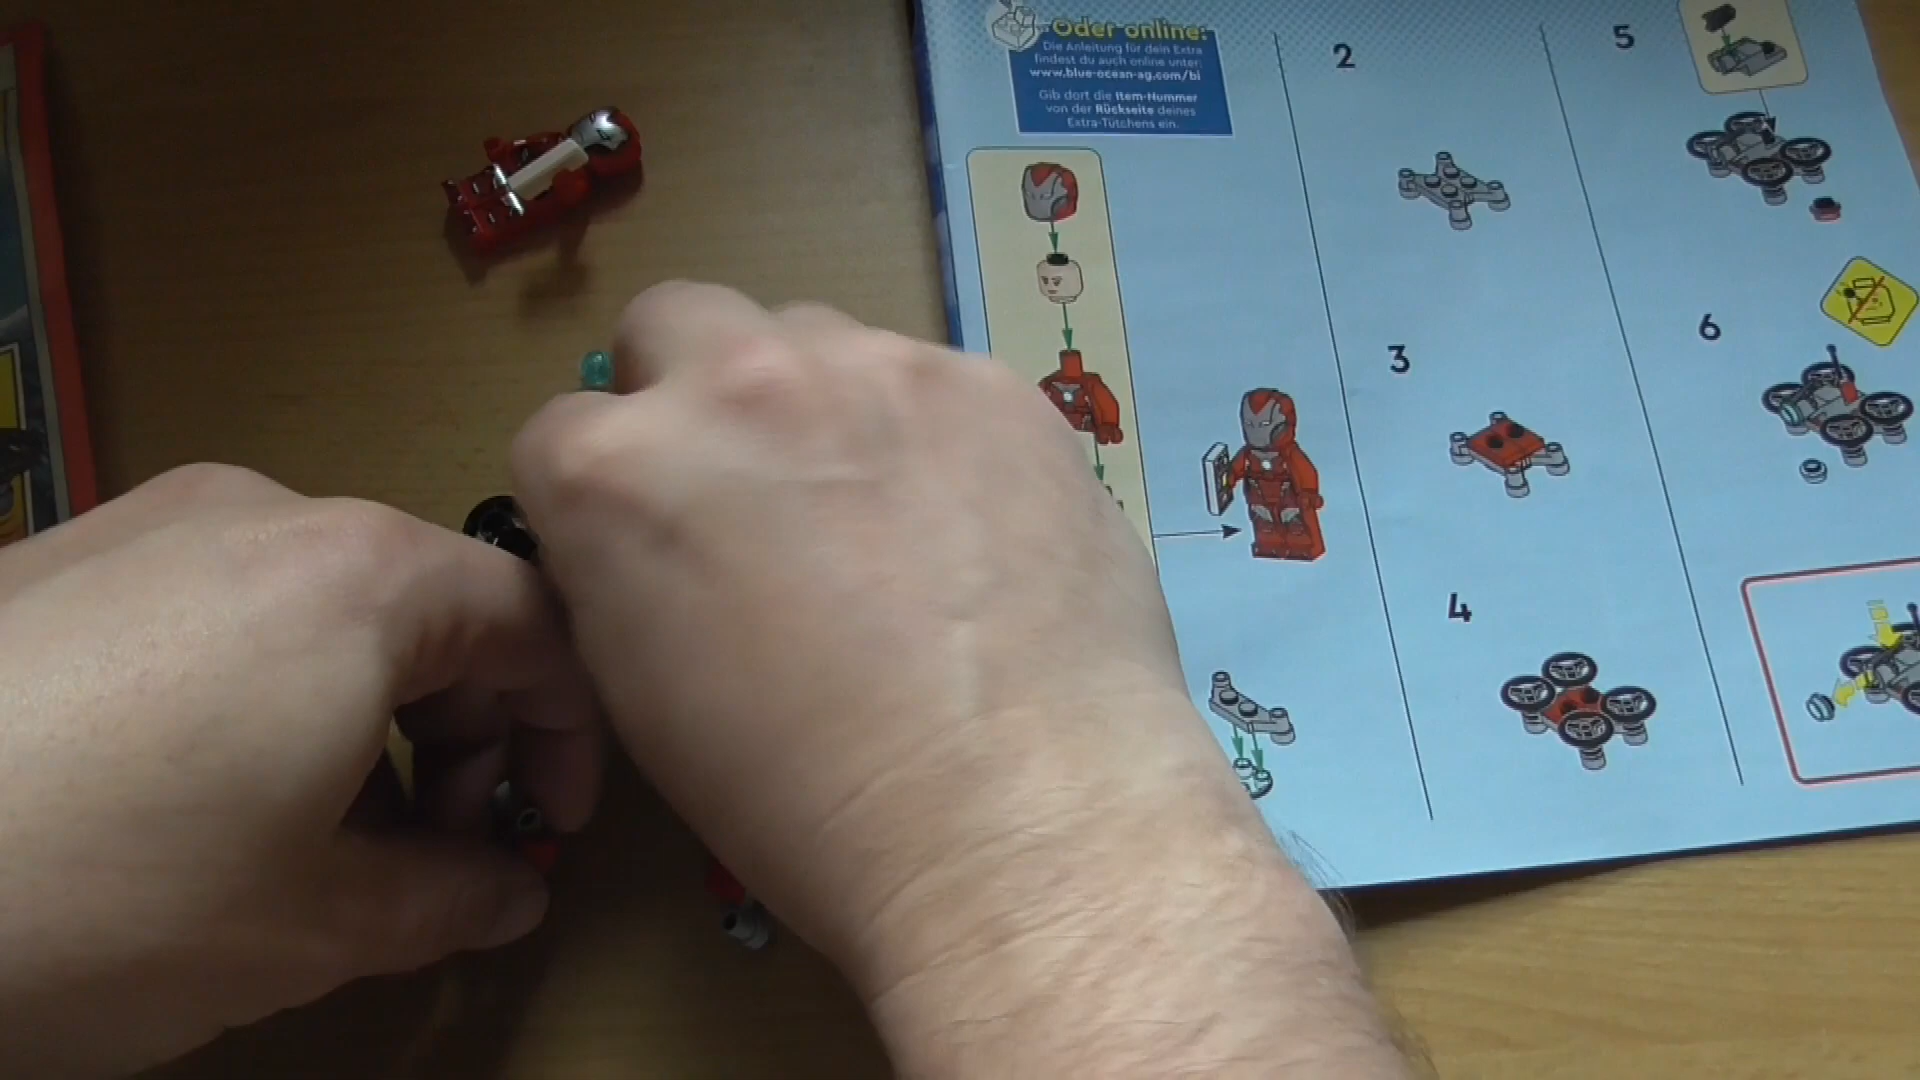 Oder online:
Die Anleitung für dein Extra
findest du auch online unter:
www.blue-ocean-ag.com/bi
Gib dort die Item-Nummer
von der Rückseite deines
Extra-Tütchens ein.
2
3
4
5
6